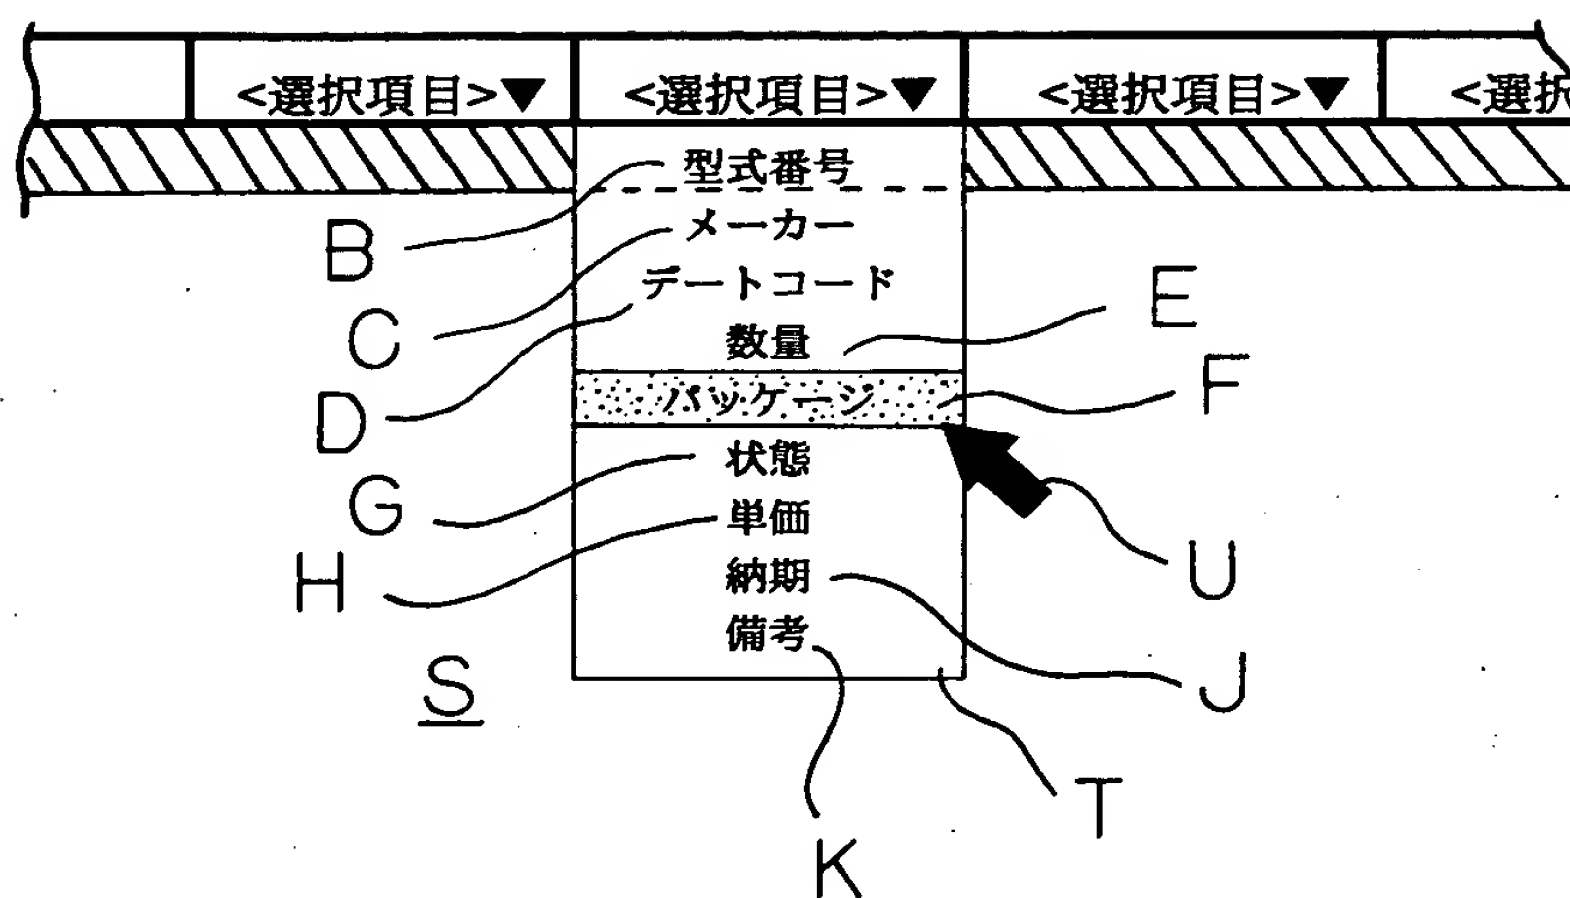 <選択項目>▼ <選択項目>▼ <選択項目>▼ <選択
型式番号
B
メーカー
デートコード
E
C
数量
F
パッケージ
D
状態
G
単価
U
H
納期
備考
J
S
T
K